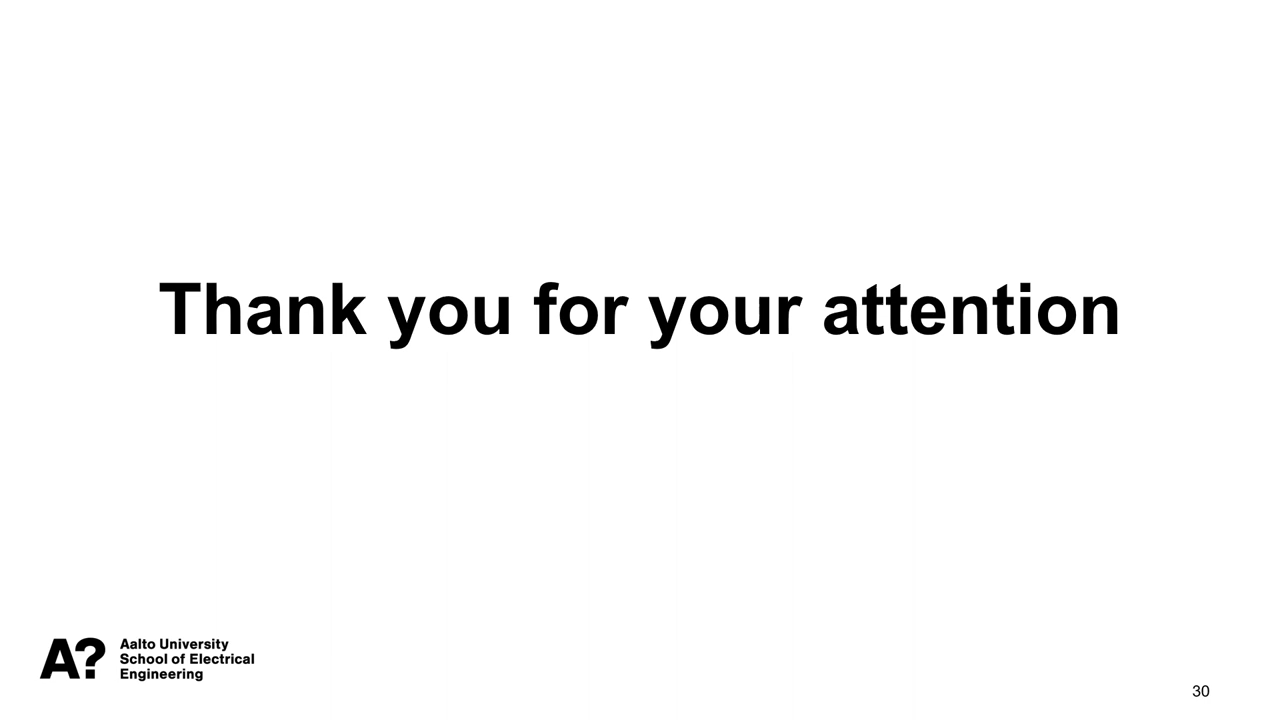 Thank you for your attention
A?
Aalto University
School of Electrical
Engineering
30